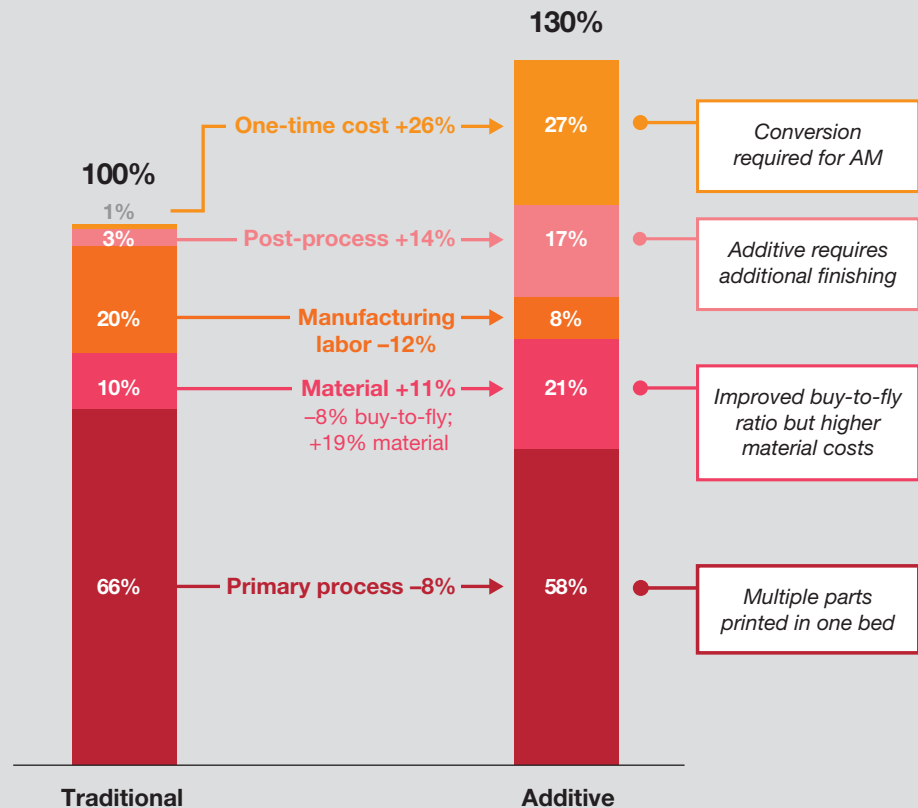 130%
One-time cost +26%
27%
Conversion
required for AM
100%
1%
3%
Post-process +14%
17%
Additive requires
additional finishing
20%
Manufacturing
labor –12%
8%
10%
Material +11%
–8% buy-to-fly;
+19% material
21%
Improved buy-to-fly
ratio but higher
material costs
66%
Primary process –8%
58%
Multiple parts
printed in one bed
Traditional
Additive